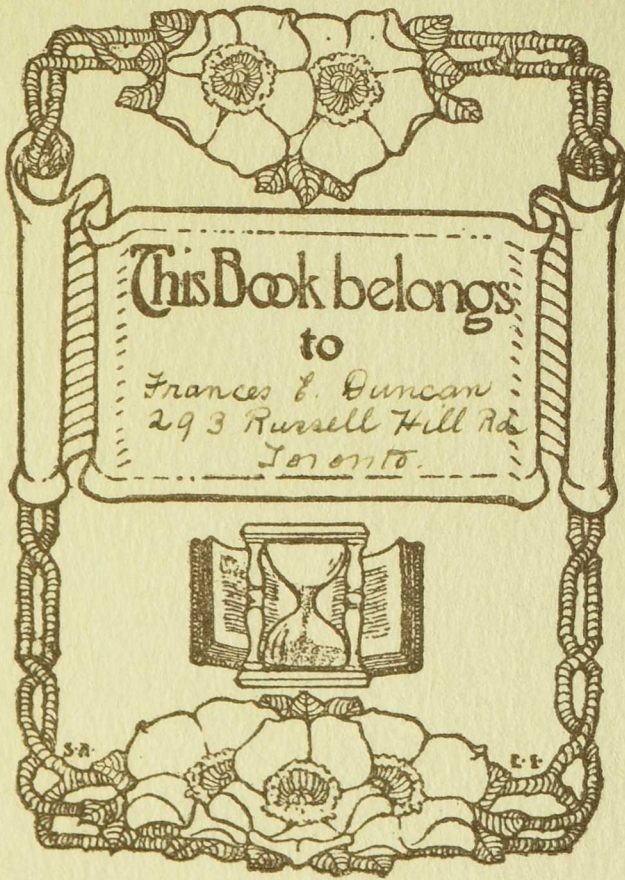 This Book belongs
to
Frances E. Duncan
293 Russell Hill Rd
Toronto.
S·A· E·E·